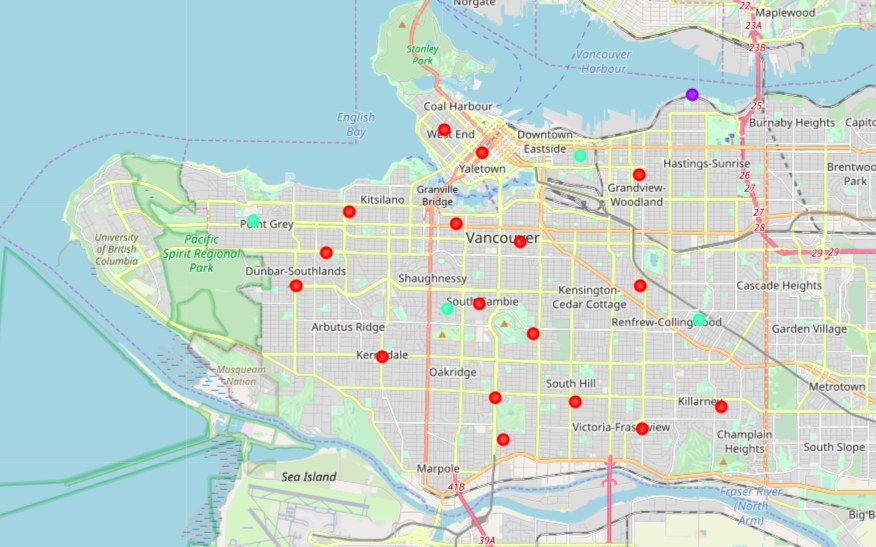 Norgate
22
Maplewood
23A
23B
Stanley
Park
Vancouver
Harbour
Coal Harbour
25
English
Bay
West End
Downtown
Eastside
Burnaby Heights
Capito
Yaletown
Hastings-Sunrise
Brentwoo
Park
26
27
Granville
Bridge
Grandview-
Woodland
Kitsilano
27
28
Point Grey
University
of British
Columbia
Pacific
Spirit Regional
Park
Vancouver
29
29
Dunbar-Southlands
Shaughnessy
Cascade Heights
Kensington-
Cedar Cottage
South Cambie
Renfrew-Collingwood
Garden Village
Arbutus Ridge
Kerrisdale
Musqueam
Nation
Oakridge
South Hill
Metrotown
Killarney
Victoria-Fraserview
Champlain
Heights
South Slope
Marpole
Sea Island
41B
Fraser River
(North
Arm)
Big B
39A